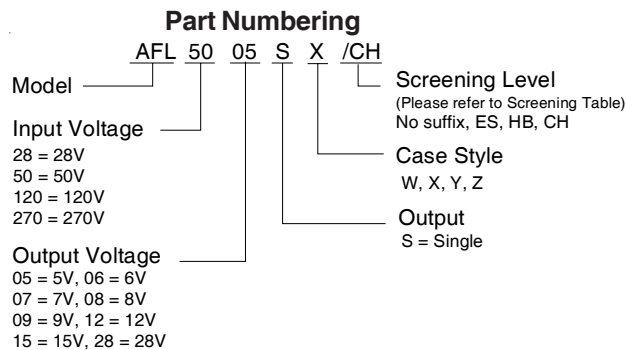 Part Numbering
AFL 50 05 S X /CH
Model
Input Voltage
28 = 28V
50 = 50V
120 = 120V
270 = 270V
Output Voltage
05 = 5V, 06 = 6V
07 = 7V, 08 = 8V
09 = 9V, 12 = 12V
15 = 15V, 28 = 28V
Screening Level
(Please refer to Screening Table)
No suffix, ES, HB, CH
Case Style
W, X, Y, Z
Output
S = Single